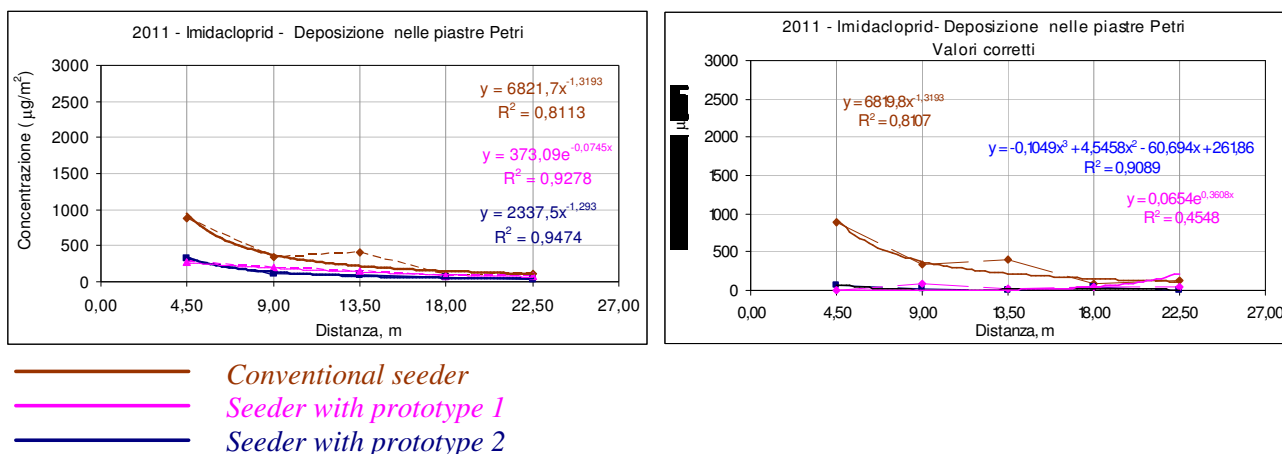 2011 - Imidacloprid - Deposizione nelle piastre Petri
Concentrazione (µg/m²)
3000
2500
2000
1500
1000
500
0
y = 6821,7x^-1,3193
R² = 0,8113
y = 373,09e^-0,0745x
R² = 0,9278
y = 2337,5x^-1,293
R² = 0,9474
0,00 4,50 9,00 13,50 18,00 22,50 27,00
Distanza, m
2011 - Imidacloprid- Deposizione nelle piastre Petri
Valori corretti
3000
2500
2000
1500
1000
500
0
y = 6819,8x^-1,3193
R² = 0,8107
y = -0,1049x³ + 4,5458x² - 60,694x + 261,86
R² = 0,9089
y = 0,0654e^0,3608x
R² = 0,4548
0,00 4,50 9,00 13,50 18,00 22,50 27,00
Distanza, m
Conventional seeder
Seeder with prototype 1
Seeder with prototype 2